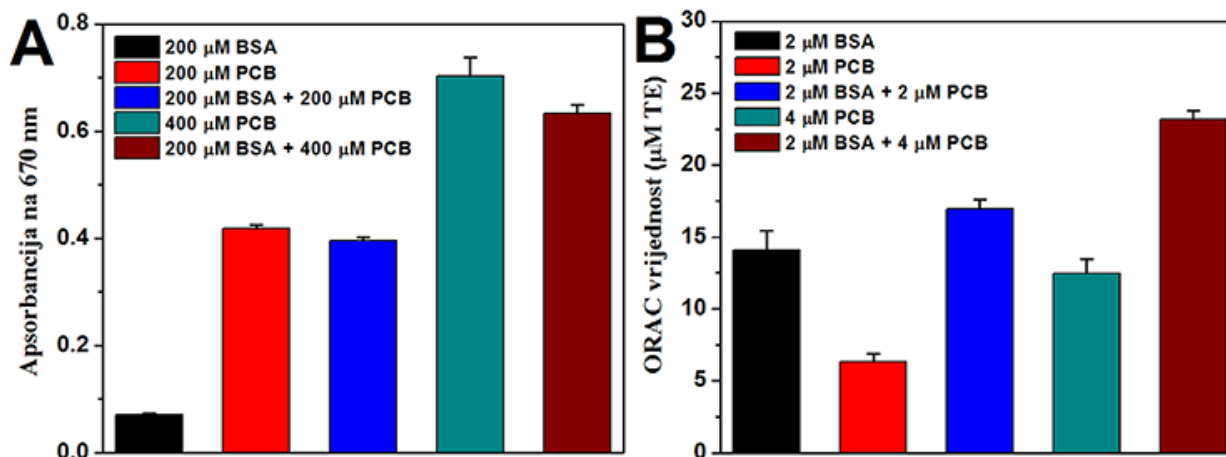 A
0.8
0.6
0.4
0.2
0.0
Apsorbancija na 670 nm
200 μM BSA
200 μM PCB
200 μM BSA + 200 μM PCB
400 μM PCB
200 μM BSA + 400 μM PCB
B
30
25
20
15
10
5
0
ORAC vrijednost (μM TE)
2 μM BSA
2 μM PCB
2 μM BSA + 2 μM PCB
4 μM PCB
2 μM BSA + 4 μM PCB